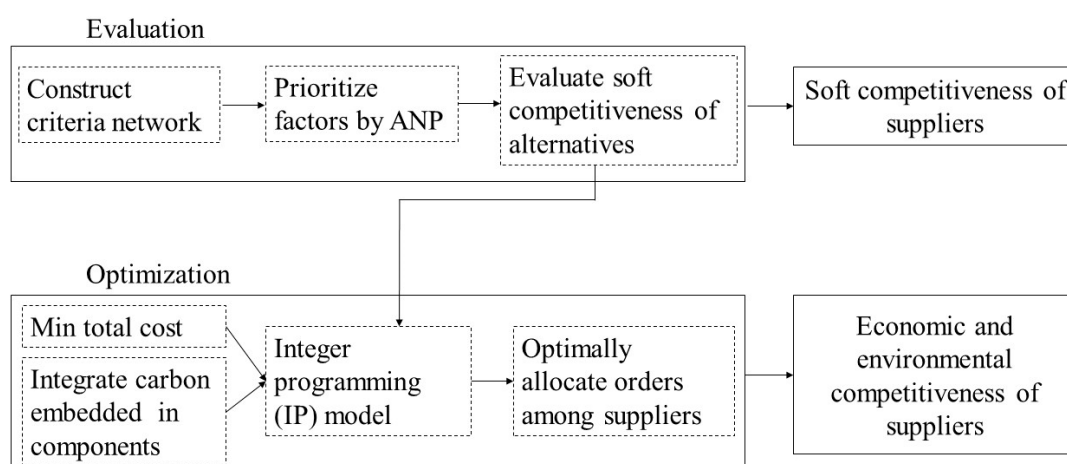 Evaluation
Construct
criteria network
Prioritize
factors by ANP
Evaluate soft
competitiveness of
alternatives
Soft competitiveness of
suppliers
Optimization
Min total cost
Integrate carbon
embedded in
components
Integer
programming
(IP) model
Optimally
allocate orders
among suppliers
Economic and
environmental
competitiveness of
suppliers